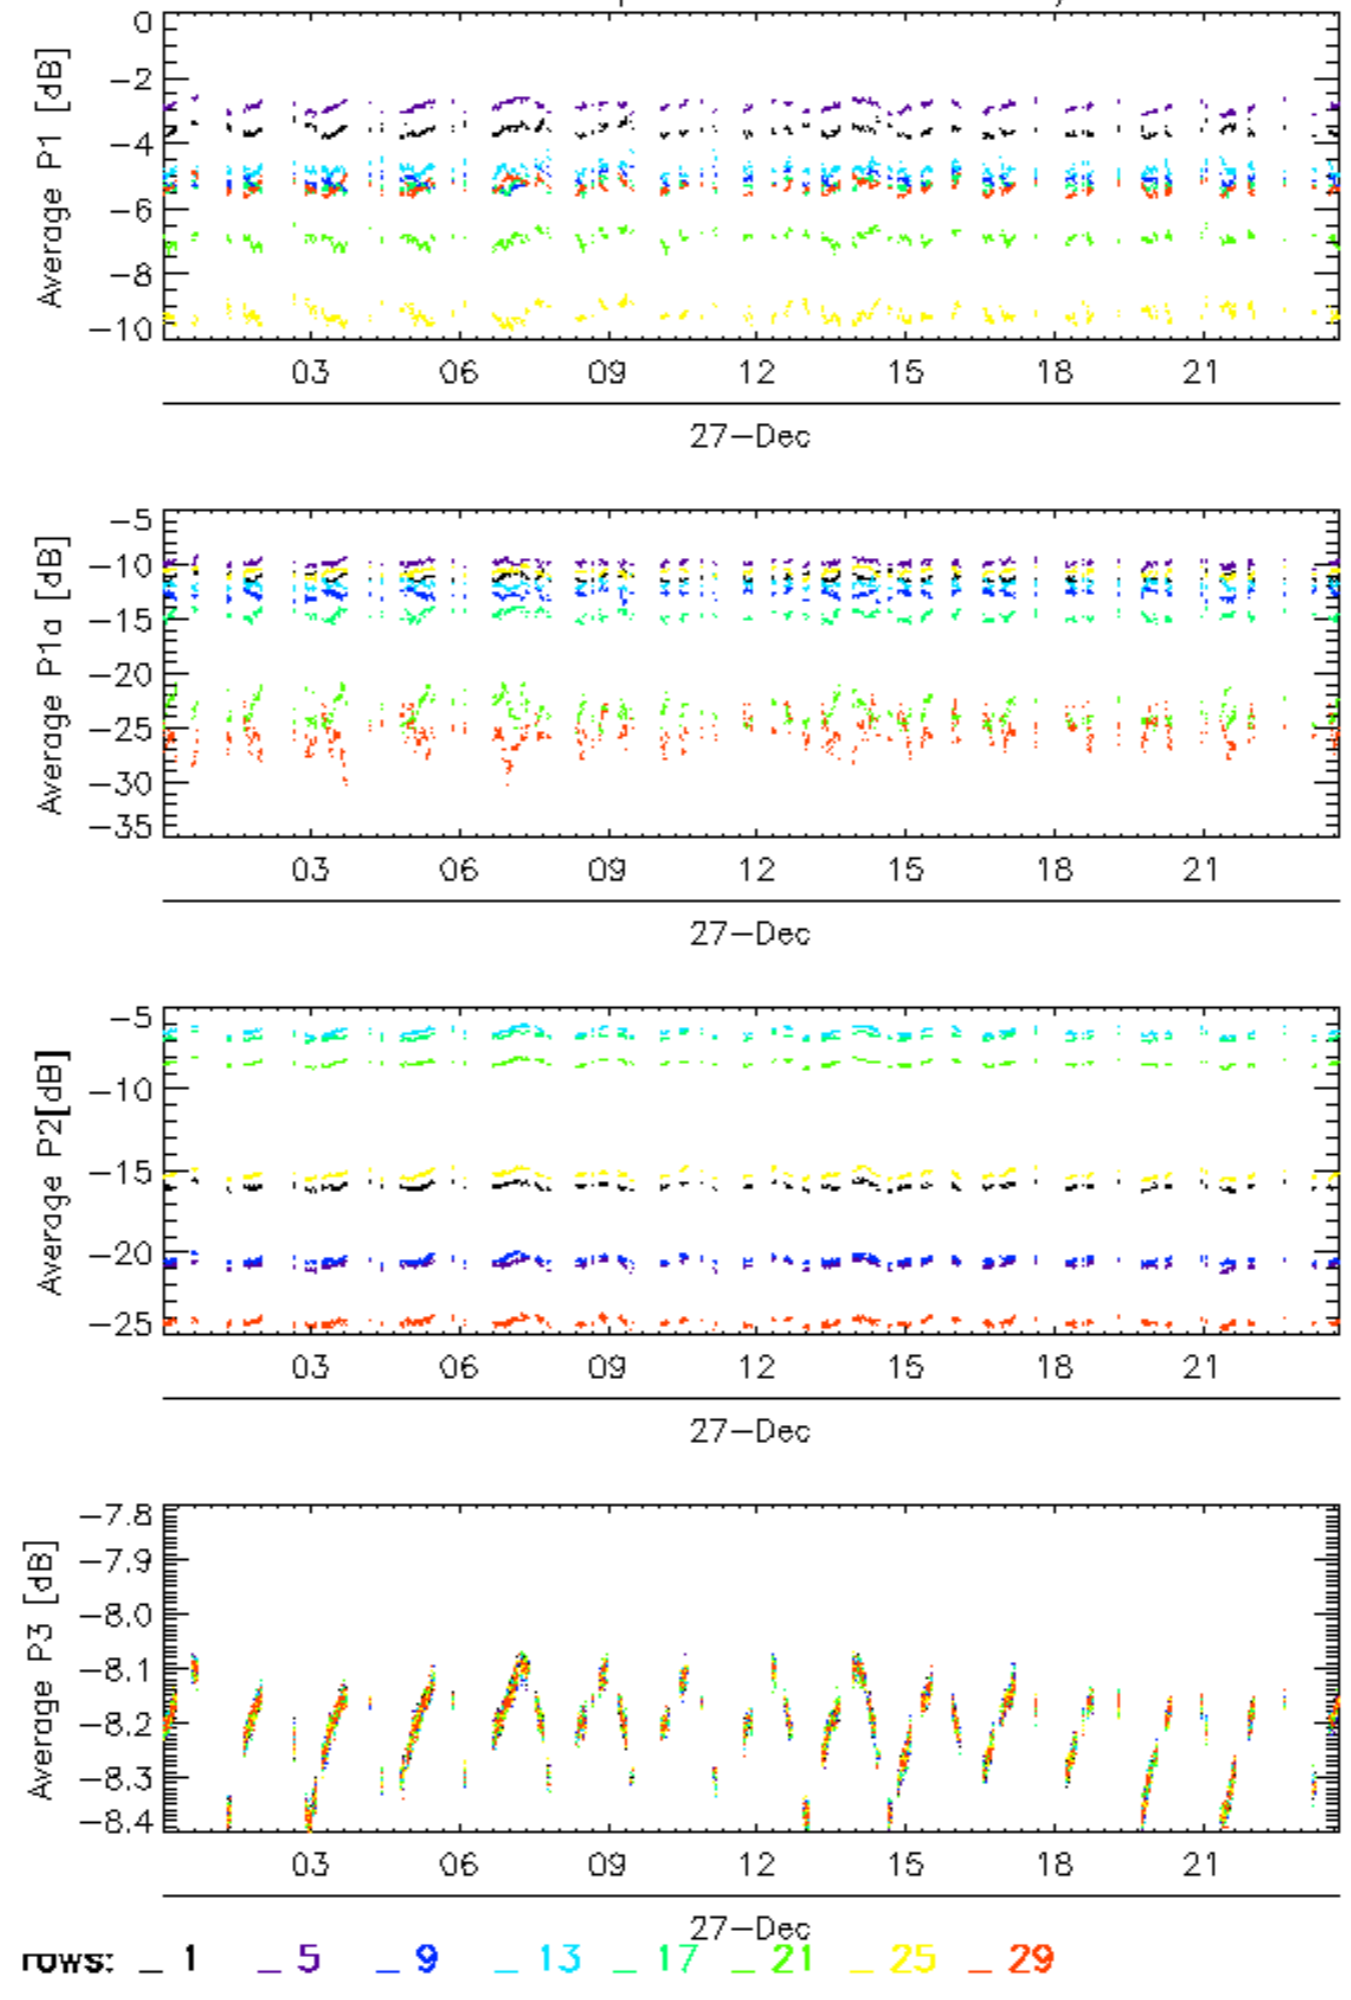 0
−2
−4
−6
−8
−10
Average P1 [dB]
03 06 09 12 15 18 21
27−Dec
−5
−10
−15
−20
−25
−30
−35
Average P1a [dB]
03 06 09 12 15 18 21
27−Dec
−5
−10
−15
−20
−25
Average P2[dB]
03 06 09 12 15 18 21
27−Dec
−7.8
−7.9
−8.0
−8.1
−8.2
−8.3
−8.4
Average P3 [dB]
03 06 09 12 15 18 21
27−Dec
rows: _ 1 _ 5 _ 9 _ 13 _ 17 _ 21 _ 25 _ 29